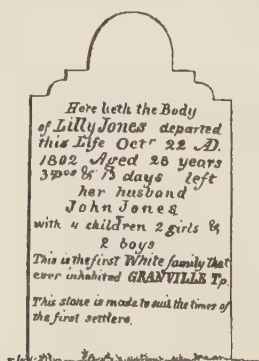 Here lieth the Body
of Lilly Jones departed
this Life Octr 22 AD.
1802 Aged 28 years
3 mos & 13 days left
her husband
John Jones
with 4 children 2 girls &
2 boys
This is the first White family that
ever inhabited GRANVILLE Tp.
This stone is made to suit the times of
the first settlers.